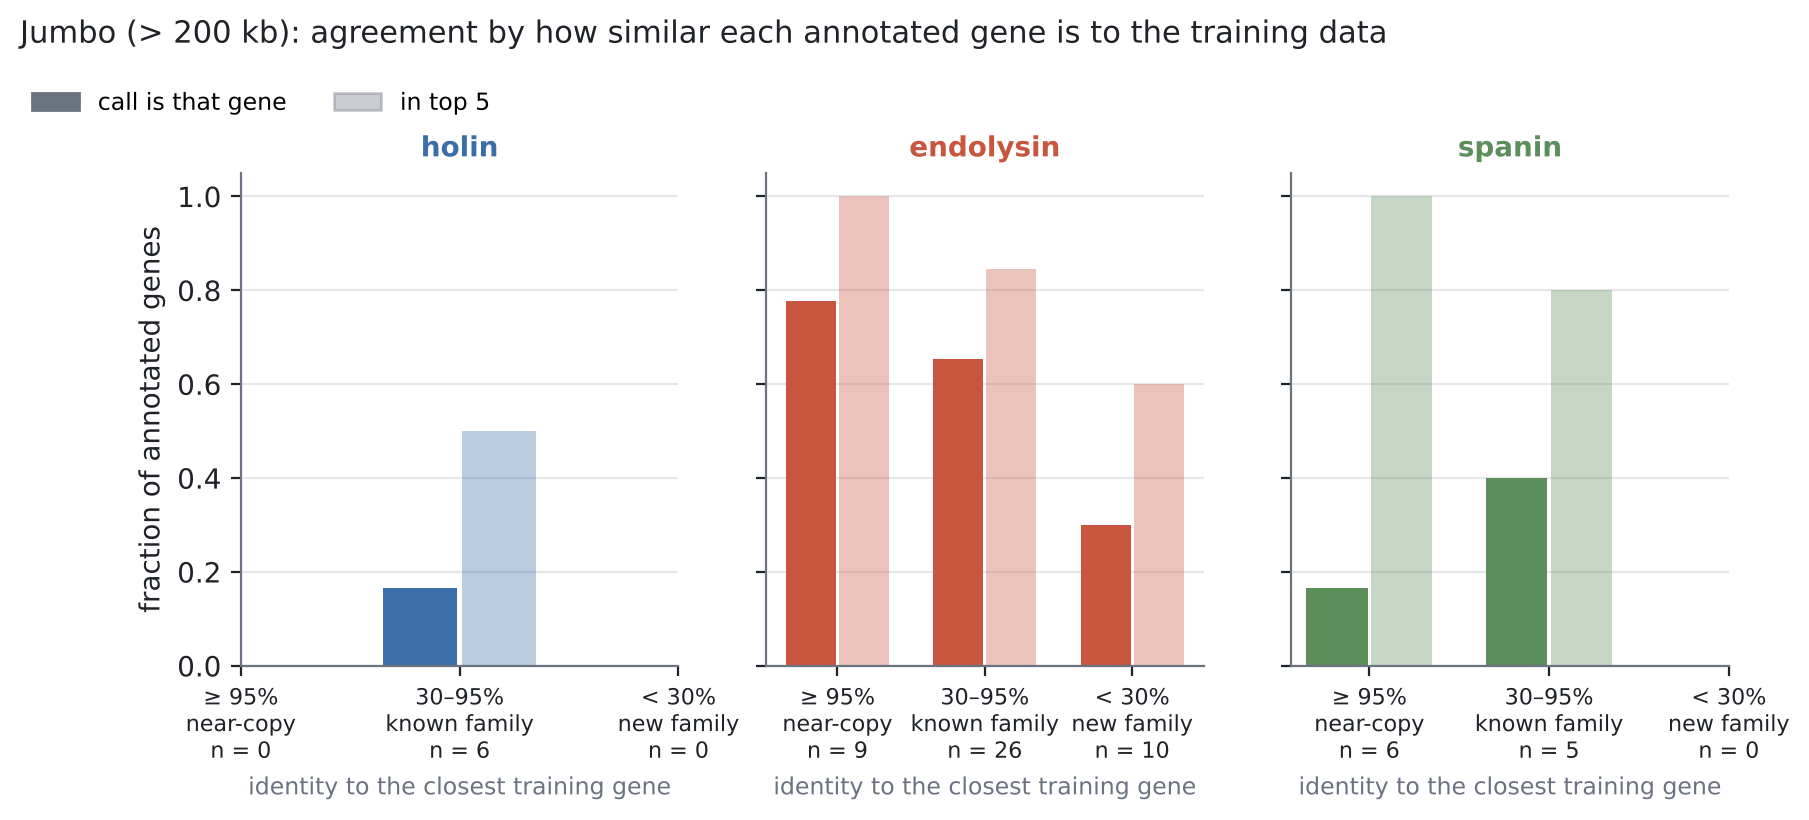 Jumbo (> 200 kb): agreement by how similar each annotated gene is to the training data
call is that gene
in top 5
holin
endolysin
spanin
fraction of annotated genes
1.0
0.8
0.6
0.4
0.2
0.0
≥ 95%
near-copy
n = 0
30–95%
known family
n = 6
< 30%
new family
n = 0
≥ 95%
near-copy
n = 9
30–95%
known family
n = 26
< 30%
new family
n = 10
≥ 95%
near-copy
n = 6
30–95%
known family
n = 5
< 30%
new family
n = 0
identity to the closest training gene
identity to the closest training gene
identity to the closest training gene